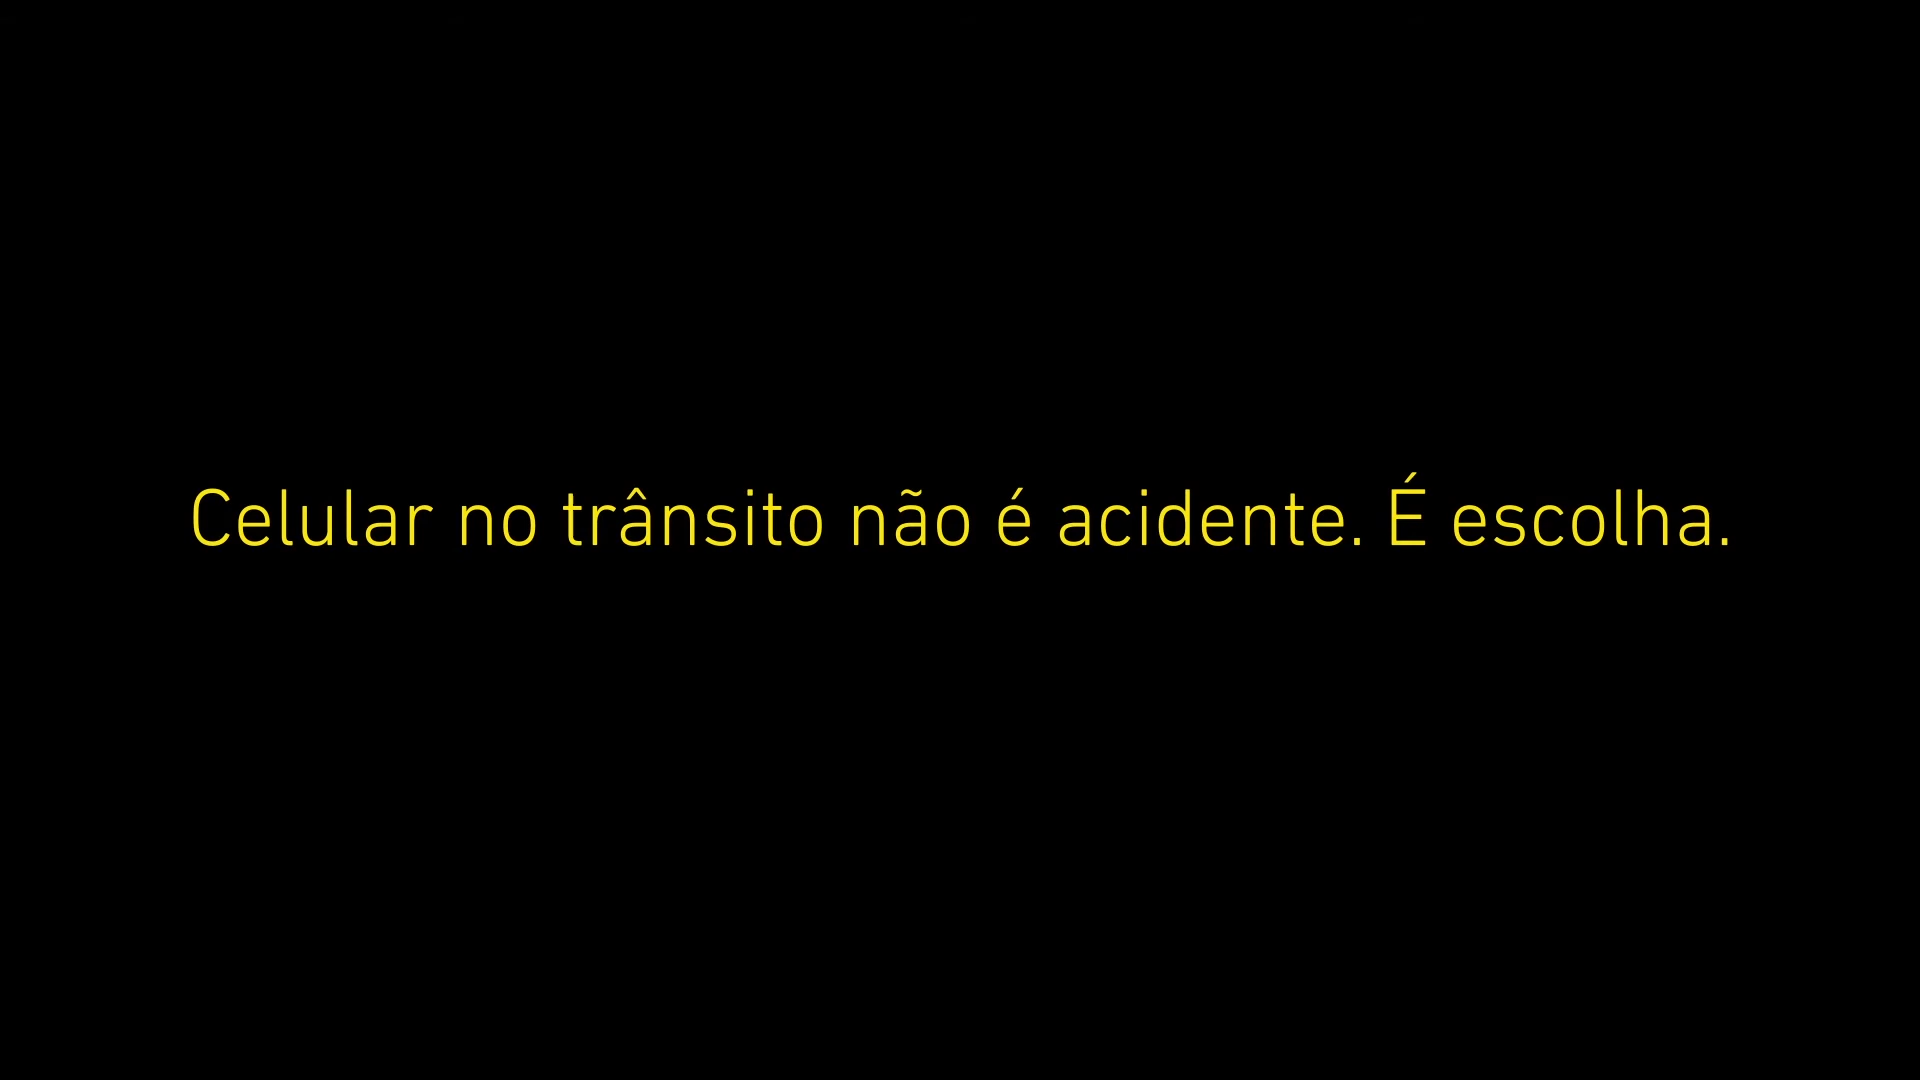 Celular no trânsito não é acidente. É escolha.